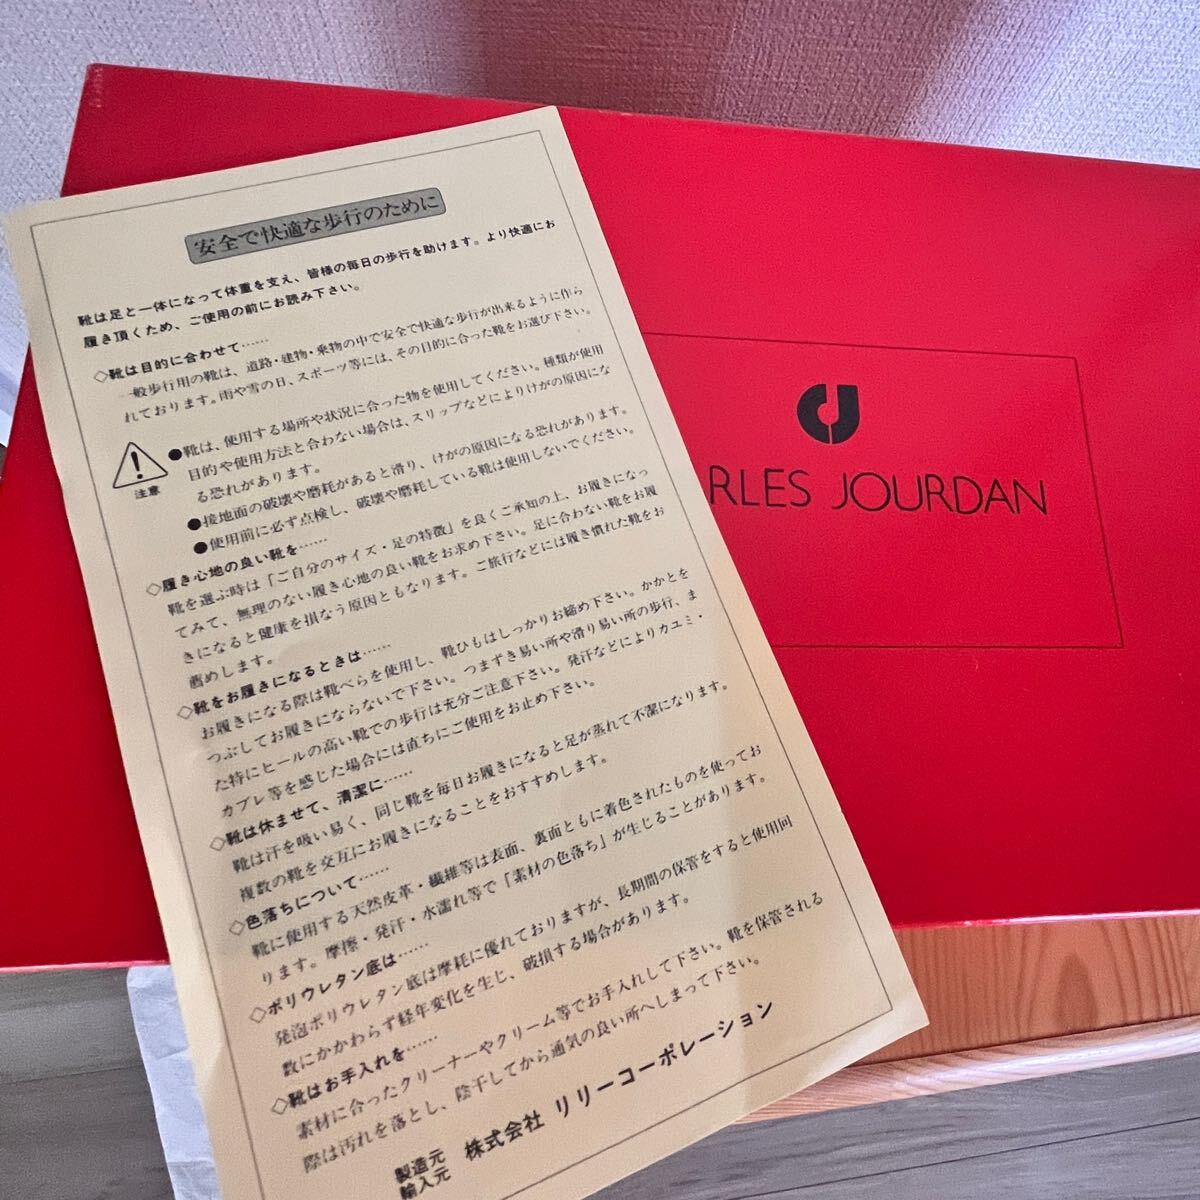 安全で快適な歩行のために
靴は足と一体になって体重を支え、皆様の毎日の歩行を助けます。より快適にお
履き頂くため、ご使用の前にお読み下さい。
◇靴は目的に合わせて……
一般歩行用の靴は、道路・建物・乗物の中で安全で快適な歩行が出来るように作ら
れております。雨や雪の日、スポーツ等には、その目的に合った靴をお選び下さい。
注意
●靴は、使用する場所や状況に合った物を使用してください。種類が使用
目的や使用方法と合わない場合は、スリップなどによりけがの原因にな
る恐れがあります。
●接地面の破壊や磨耗があると滑り、けがの原因になる恐れがあります。
●使用前に必ず点検し、破壊や磨耗している靴は使用しないでください。
◇履き心地の良い靴を……
靴を選ぶ時は「ご自分のサイズ・足の特徴」を良くご承知の上、お履きになっ
てみて、無理のない履き心地の良い靴をお求め下さい。足に合わない靴をお履
きになると健康を損なう原因ともなります。ご旅行などには履き慣れた靴をお
薦めします。
◇靴をお履きになるときは……
お履きになる際は靴べらを使用し、靴ひもはしっかりお締め下さい。かかとを
つぶしてお履きにならないで下さい。つまずき易い所や滑り易い所の歩行、ま
た特にヒールの高い靴での歩行は充分ご注意下さい。発汗などによりカユミ・
カブレ等を感じた場合には直ちにご使用をお止め下さい。
◇靴は休ませて、清潔に……
靴は汗を吸い易く、同じ靴を毎日お履きになると足が蒸れて不潔になります。
複数の靴を交互にお履きになることをおすすめします。
◇色落ちについて……
靴に使用する天然皮革・繊維等は表面、裏面ともに着色されたものを使ってお
ります。摩擦・発汗・水濡れ等で「素材の色落ち」が生じることがあります。
◇ポリウレタン底は……
発泡ポリウレタン底は摩耗に優れておりますが、長期間の保管をすると使用回
数にかかわらず経年変化を生じ、破損する場合があります。
◇靴はお手入れを……
素材に合ったクリーナーやクリーム等でお手入れして下さい。靴を保管される
際は汚れを落とし、陰干してから通気の良い所へしまって下さい。
製造元
輸入元
株式会社 リリーコーポレーション
RLES JOURDAN